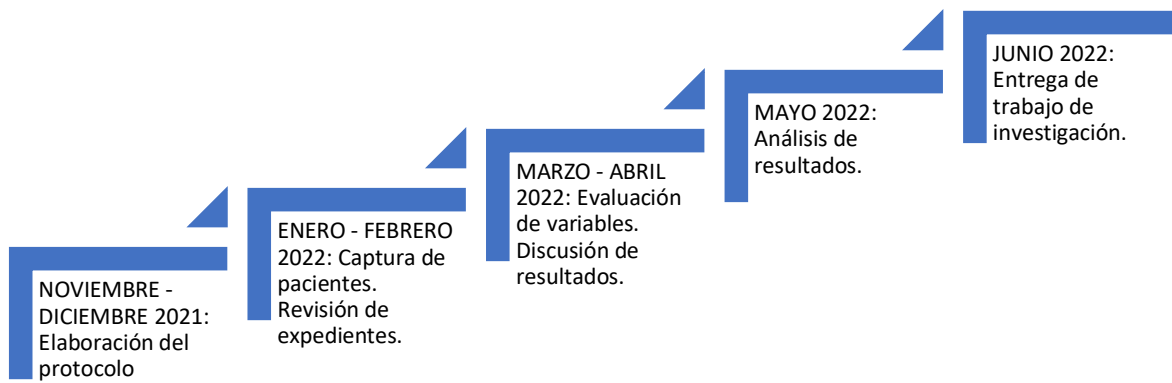 NOVIEMBRE -
DICIEMBRE 2021:
Elaboración del
protocolo
ENERO - FEBRERO
2022: Captura de
pacientes.
Revisión de
expedientes.
MARZO - ABRIL
2022: Evaluación
de variables.
Discusión de
resultados.
MAYO 2022:
Análisis de
resultados.
JUNIO 2022:
Entrega de
trabajo de
investigación.